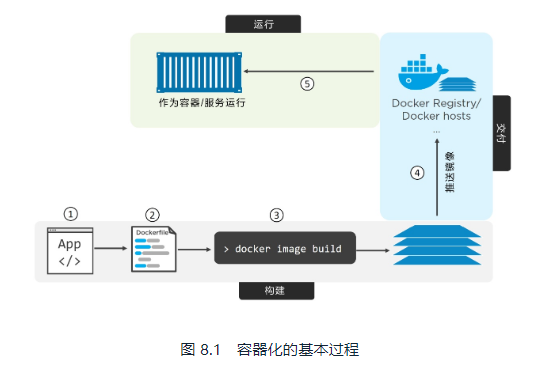 运行
作为容器/服务运行
⑤
Docker Registry/
Docker hosts
...
交付
④
推送镜像
①
②
③
App
</>
Dockerfile
> docker image build
构建
图 8.1 容器化的基本过程